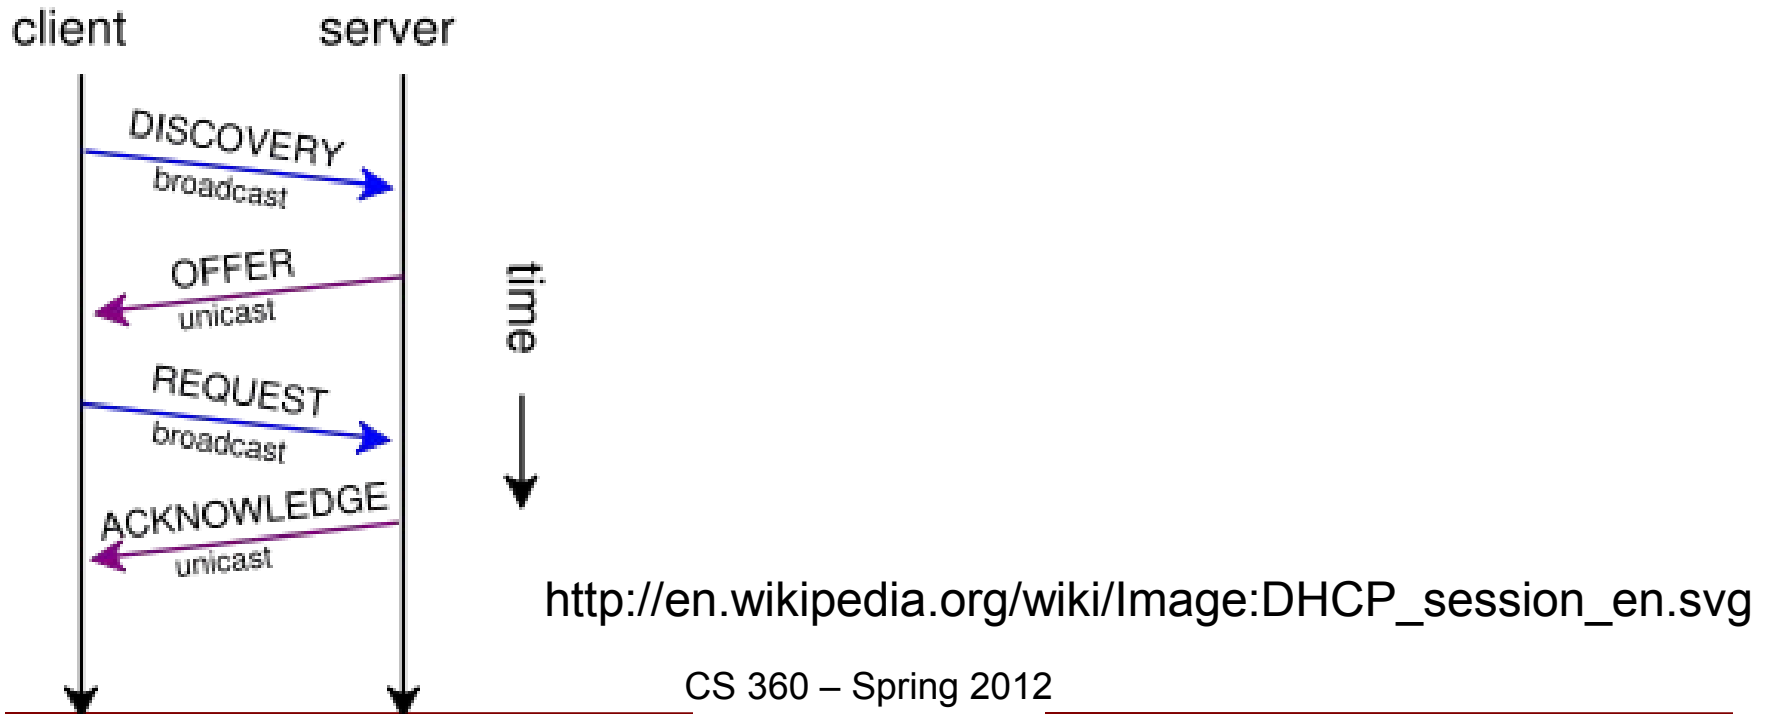 client server
DISCOVERY
broadcast
OFFER
unicast
time
REQUEST
broadcast
ACKNOWLEDGE
unicast
http://en.wikipedia.org/wiki/Image:DHCP_session_en.svg
CS 360 – Spring 2012